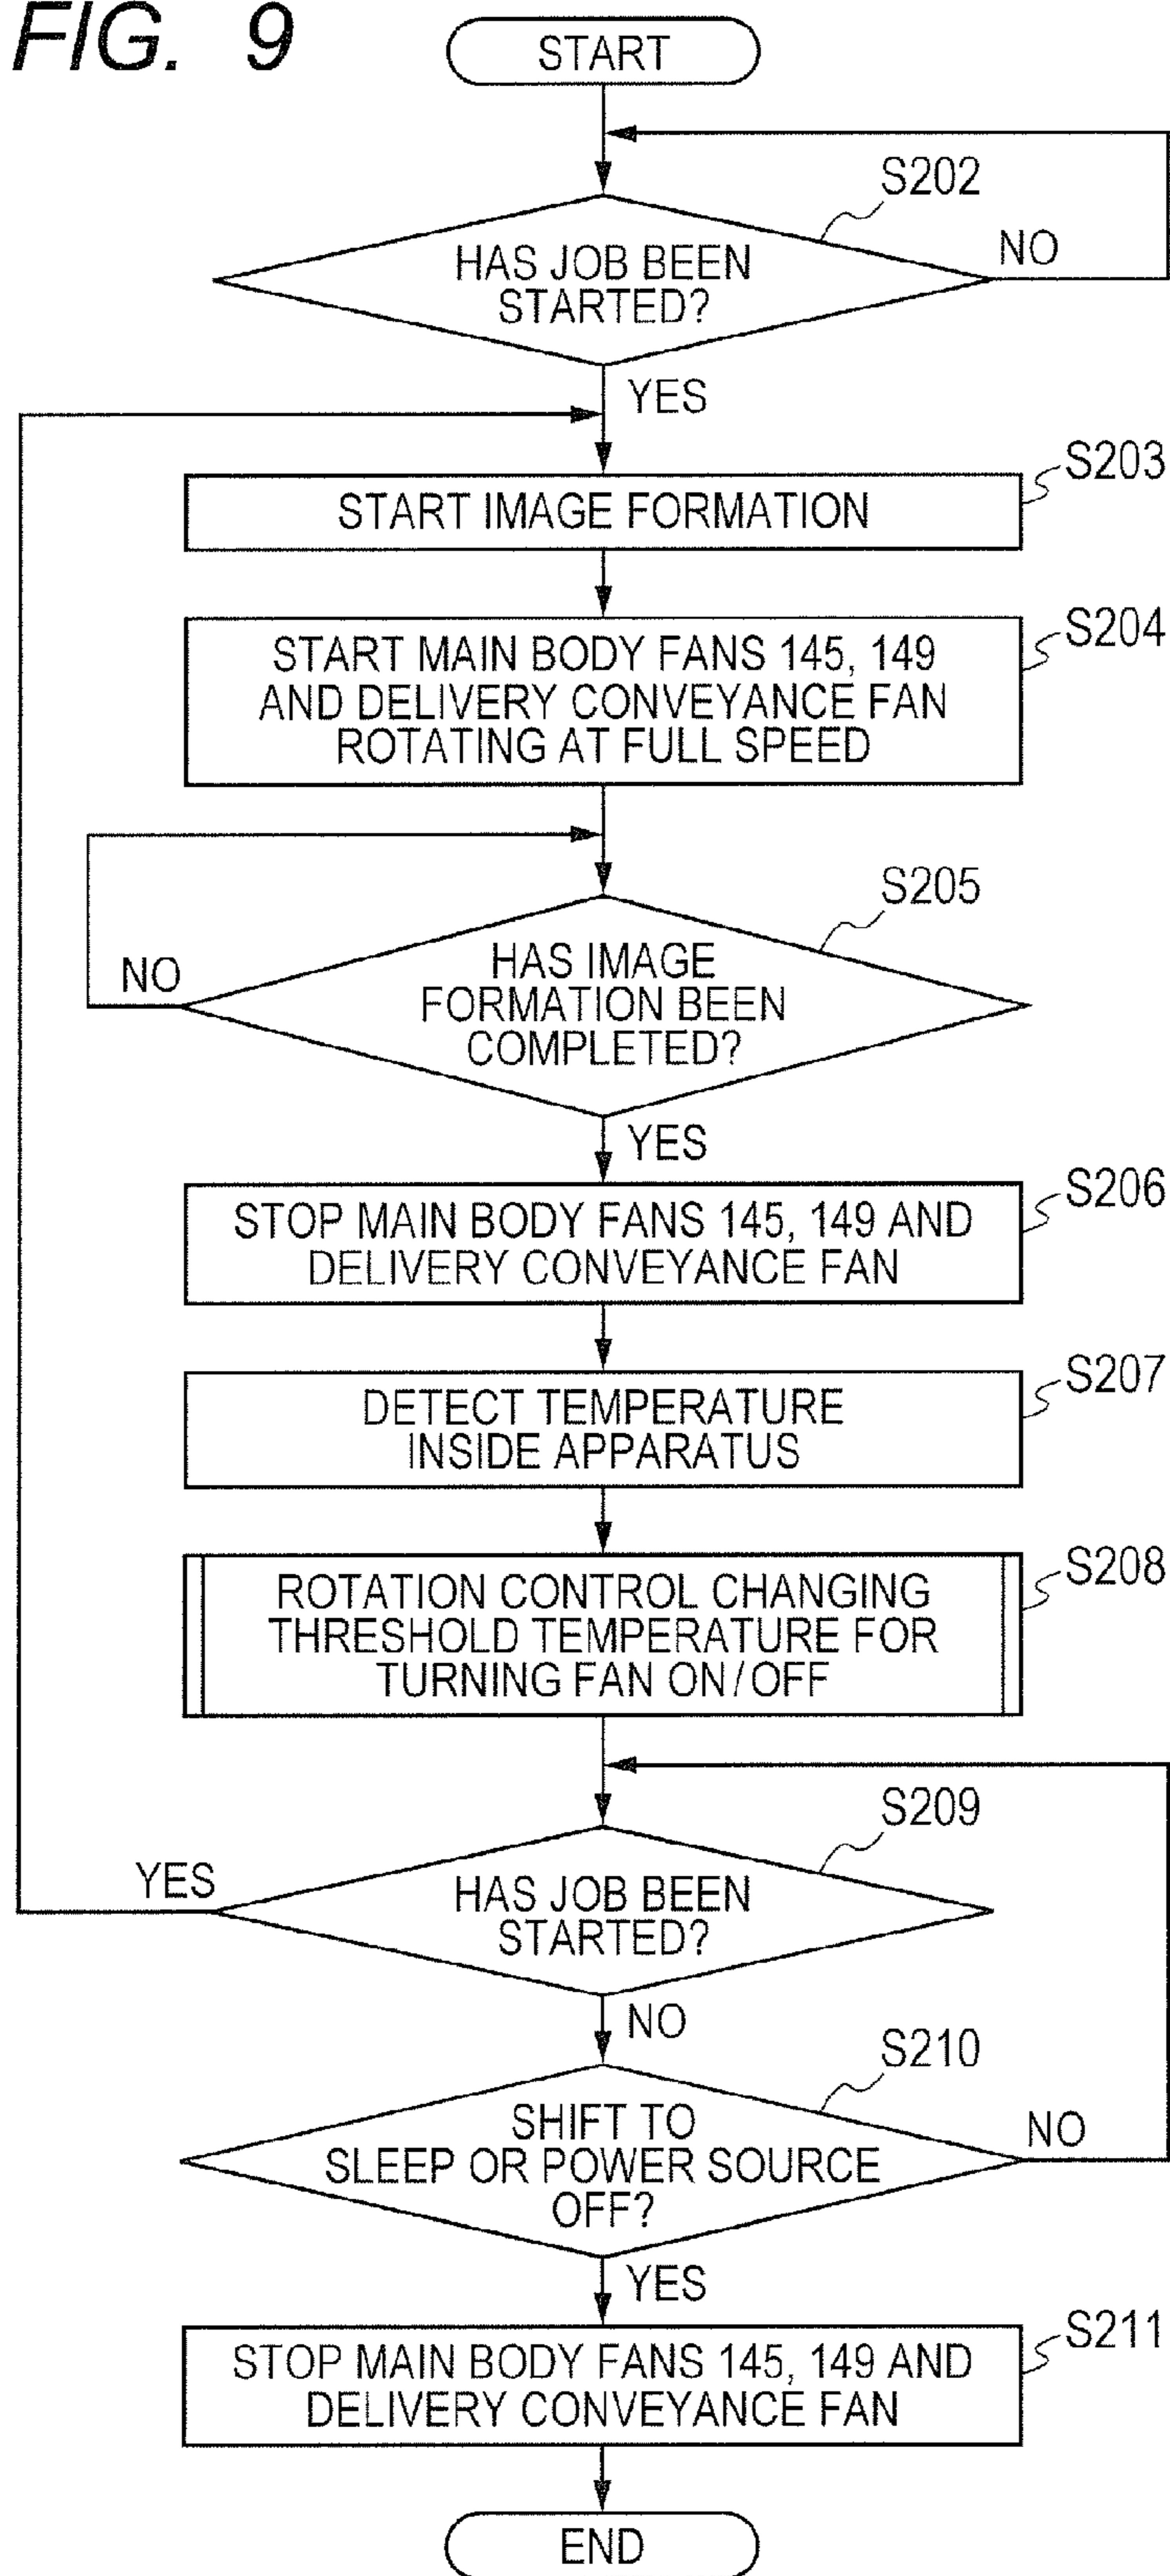 FIG. 9
START
S202
HAS JOB BEEN
STARTED?
NO
YES
S203
START IMAGE FORMATION
S204
START MAIN BODY FANS 145, 149
AND DELIVERY CONVEYANCE FAN
ROTATING AT FULL SPEED
S205
HAS IMAGE
FORMATION BEEN
COMPLETED?
NO
YES
S206
STOP MAIN BODY FANS 145, 149 AND
DELIVERY CONVEYANCE FAN
S207
DETECT TEMPERATURE
INSIDE APPARATUS
S208
ROTATION CONTROL CHANGING
THRESHOLD TEMPERATURE FOR
TURNING FAN ON/OFF
S209
YES
HAS JOB BEEN
STARTED?
NO
S210
SHIFT TO
SLEEP OR POWER SOURCE
OFF?
NO
YES
S211
STOP MAIN BODY FANS 145, 149 AND
DELIVERY CONVEYANCE FAN
END